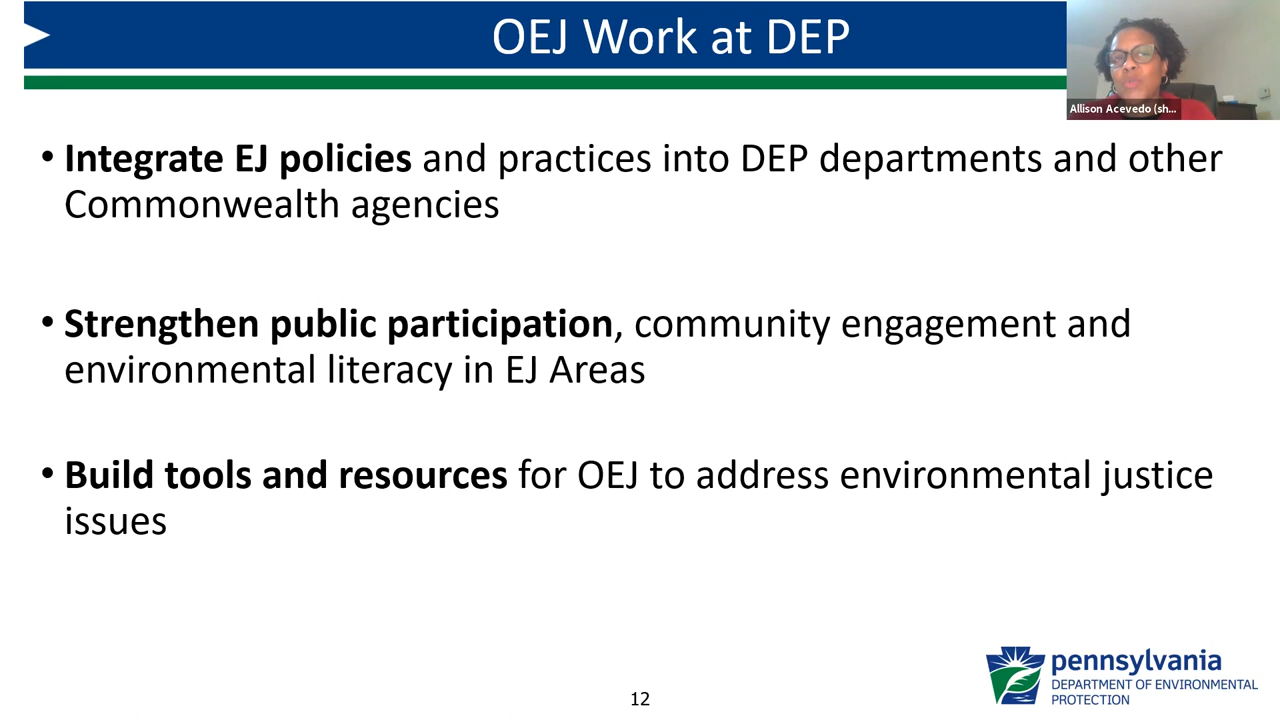 OEJ Work at DEP
Allison Acevedo (sh...
• Integrate EJ policies and practices into DEP departments and other
Commonwealth agencies
• Strengthen public participation, community engagement and
environmental literacy in EJ Areas
• Build tools and resources for OEJ to address environmental justice
issues
pennsylvania
DEPARTMENT OF ENVIRONMENTAL
PROTECTION
12